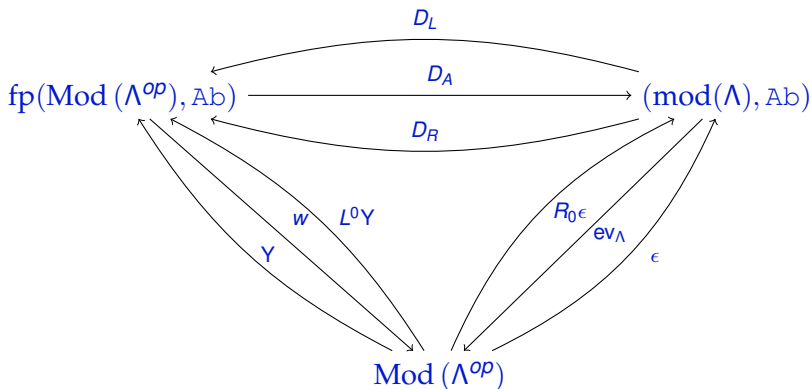 D_L
fp(Mod (Λ^{op}), Ab) D_A (mod(Λ), Ab)
D_R
w L^0Y R_0ϵ
Y ev_Λ ϵ
Mod (Λ^{op})